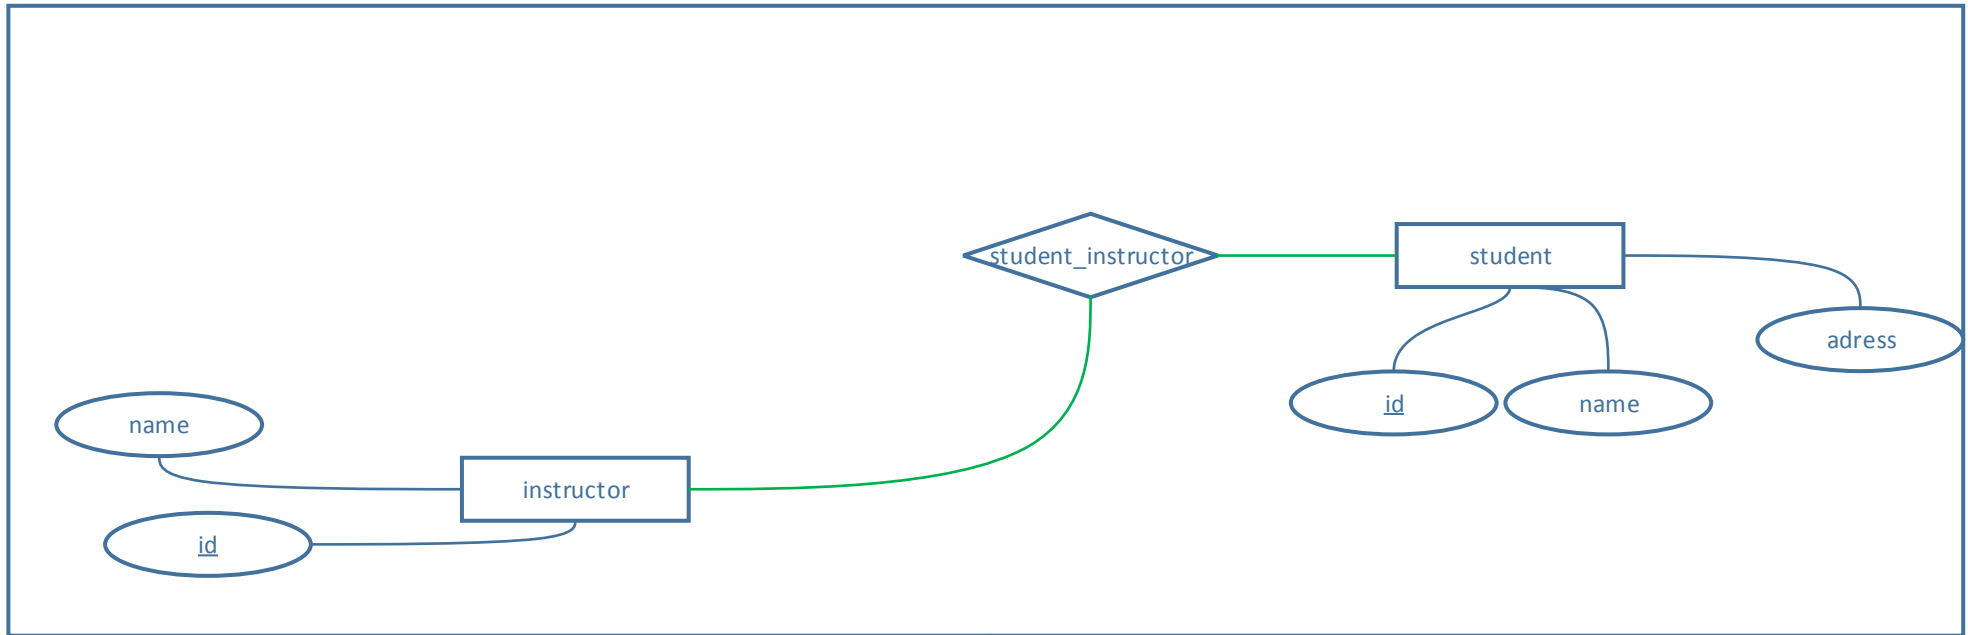 student_instructor
student
adress
id
name
name
instructor
id